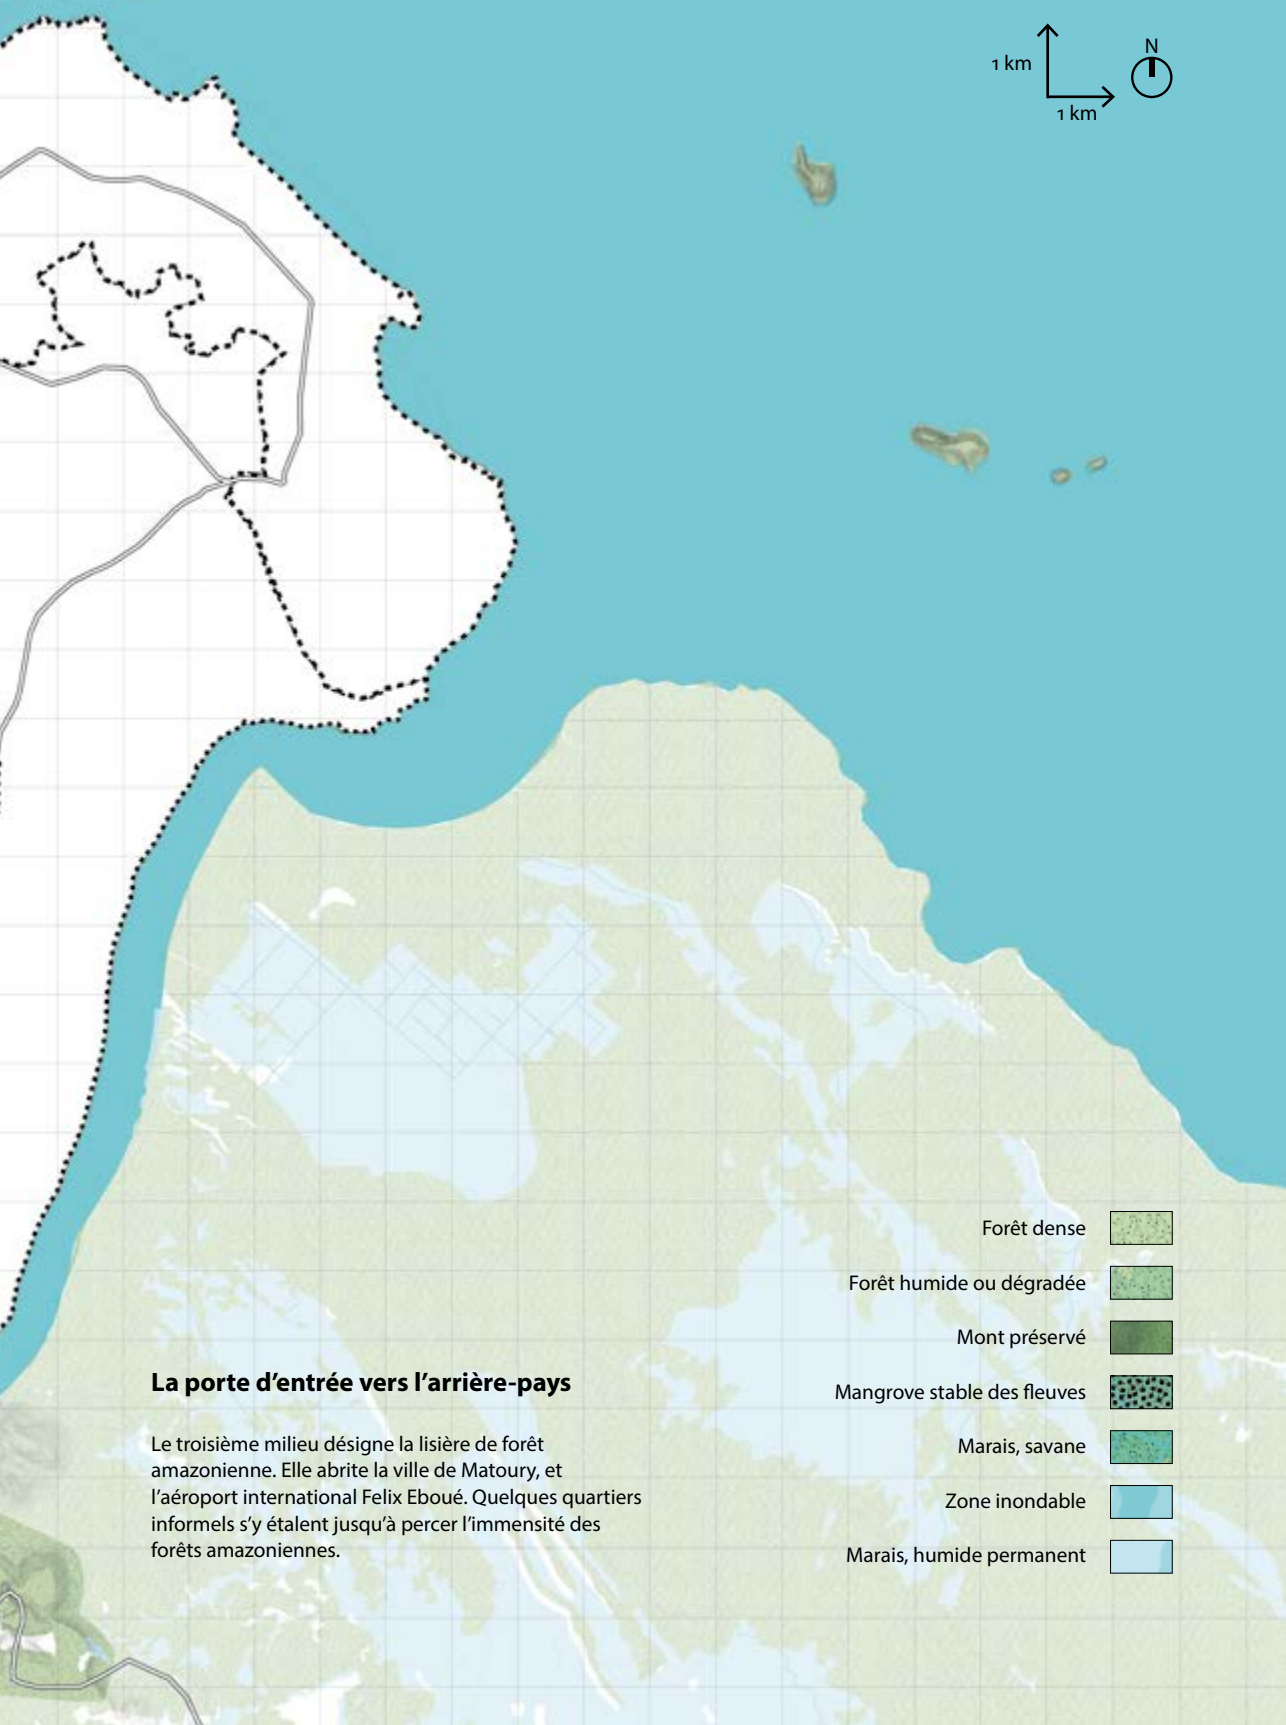 N
1 km
1 km
Forêt dense
Forêt humide ou dégradée
Mont préservé
Mangrove stable des fleuves
Marais, savane
Zone inondable
Marais, humide permanent
La porte d'entrée vers l'arrière-pays
Le troisième milieu désigne la lisière de forêt
amazonienne. Elle abrite la ville de Matoury, et
l'aéroport international Felix Eboué. Quelques quartiers
informels s'y étalent jusqu'à percer l'immensité des
forêts amazoniennes.